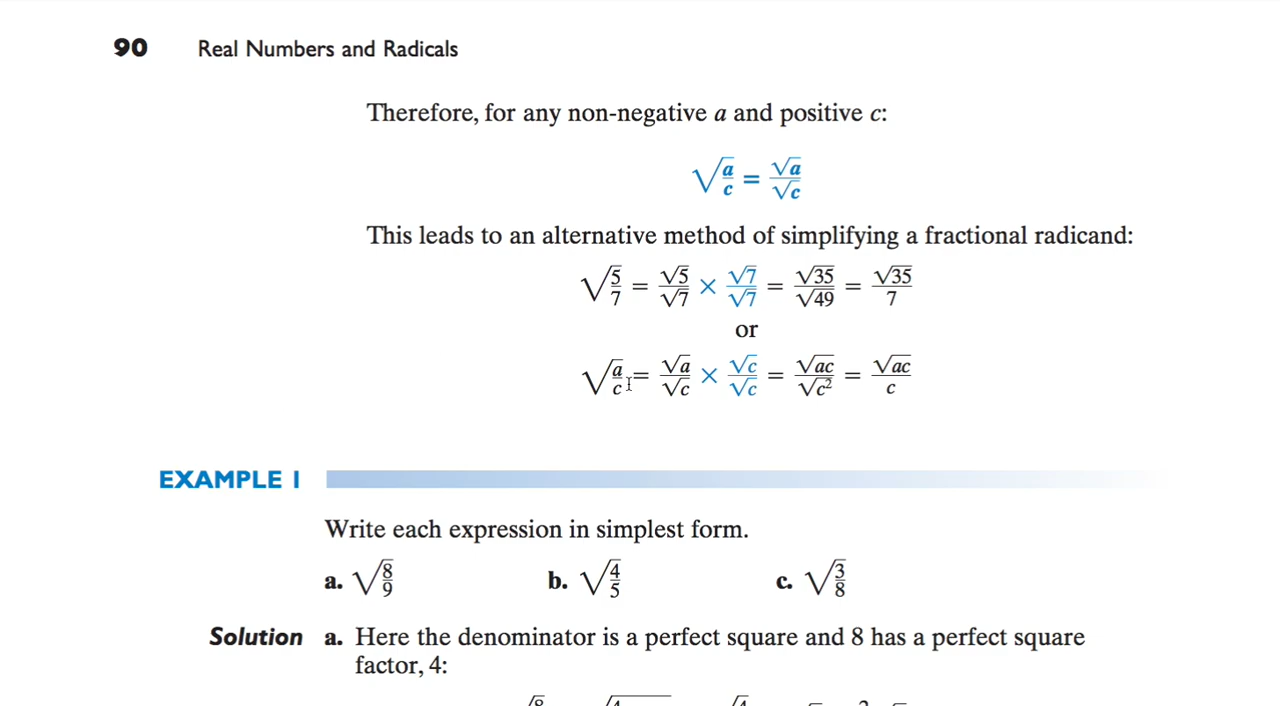 90 Real Numbers and Radicals
Therefore, for any non-negative a and positive c:
√(a/c) = √a/√c
This leads to an alternative method of simplifying a fractional radicand:
√(5/7) = √5/√7 × √7/√7 = √35/√49 = √35/7
or
√(a/c) = √a/√c × √c/√c = √ac/√c² = √ac/c
EXAMPLE 1
Write each expression in simplest form.
a. √(8/9) b. √(4/5) c. √(3/8)
Solution a. Here the denominator is a perfect square and 8 has a perfect square
factor, 4: